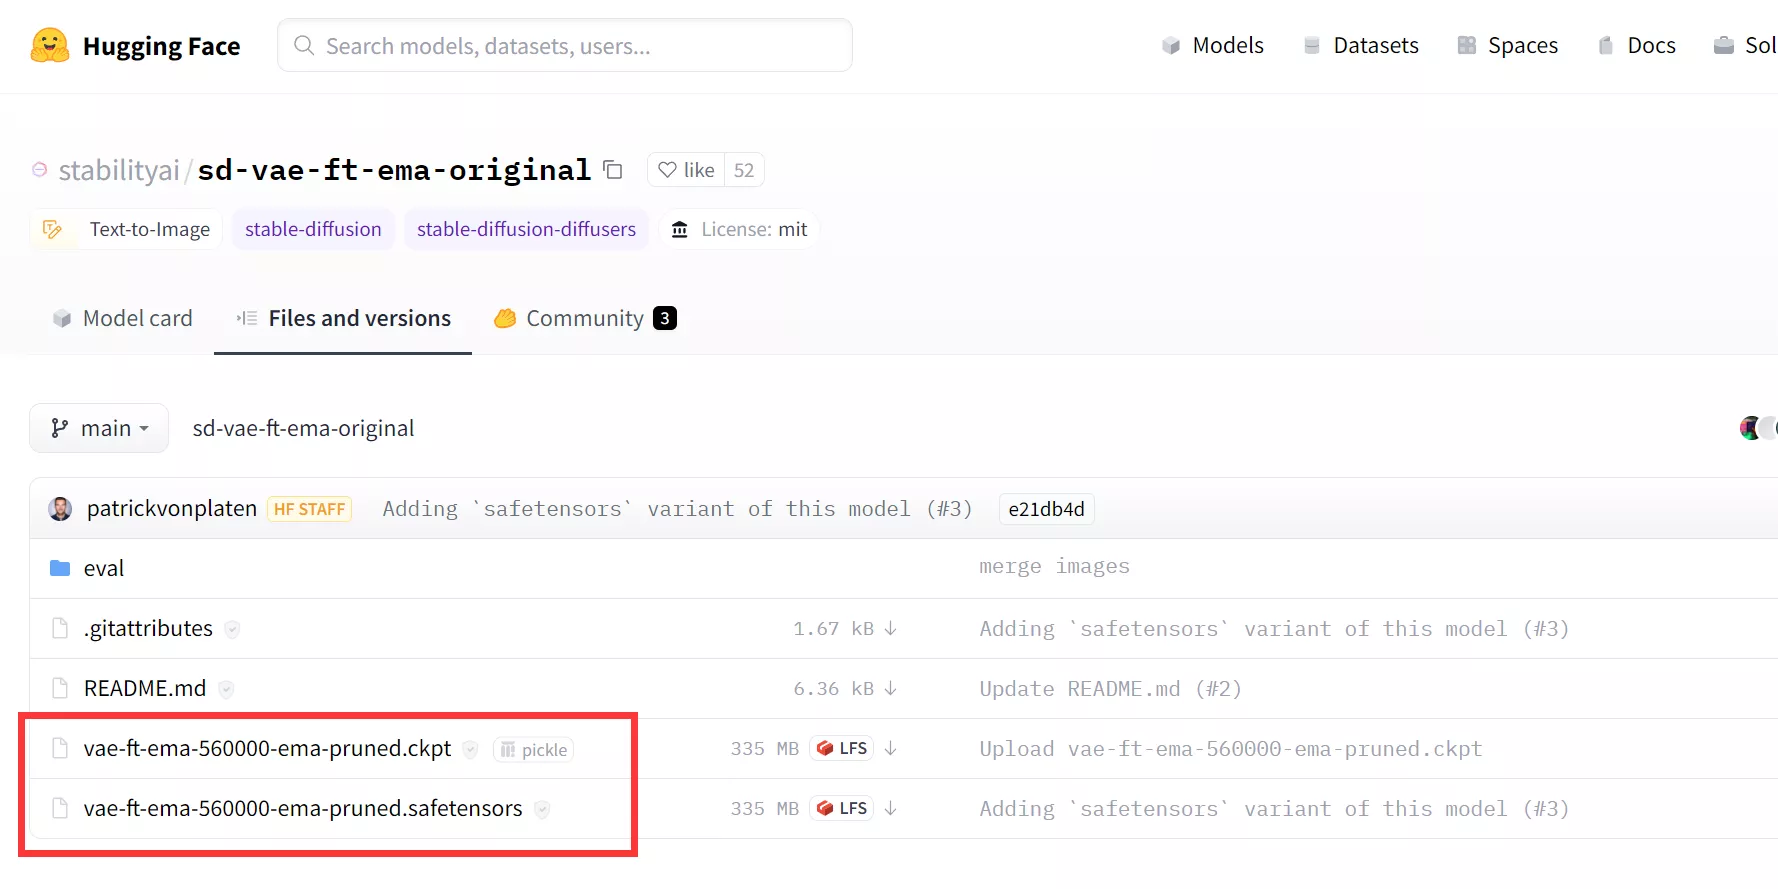 Hugging Face Search models, datasets, users... Models Datasets Spaces Docs Sol
stabilityai/sd-vae-ft-ema-original like 52
Text-to-Image stable-diffusion stable-diffusion-diffusers License: mit
Model card Files and versions Community 3
main sd-vae-ft-ema-original
patrickvonplaten HF STAFF Adding `safetensors` variant of this model (#3) e21db4d
eval merge images
.gitattributes 1.67 kB Adding `safetensors` variant of this model (#3)
README.md 6.36 kB Update README.md (#2)
vae-ft-ema-560000-ema-pruned.ckpt pickle 335 MB LFS Upload vae-ft-ema-560000-ema-pruned.ckpt
vae-ft-ema-560000-ema-pruned.safetensors 335 MB LFS Adding `safetensors` variant of this model (#3)